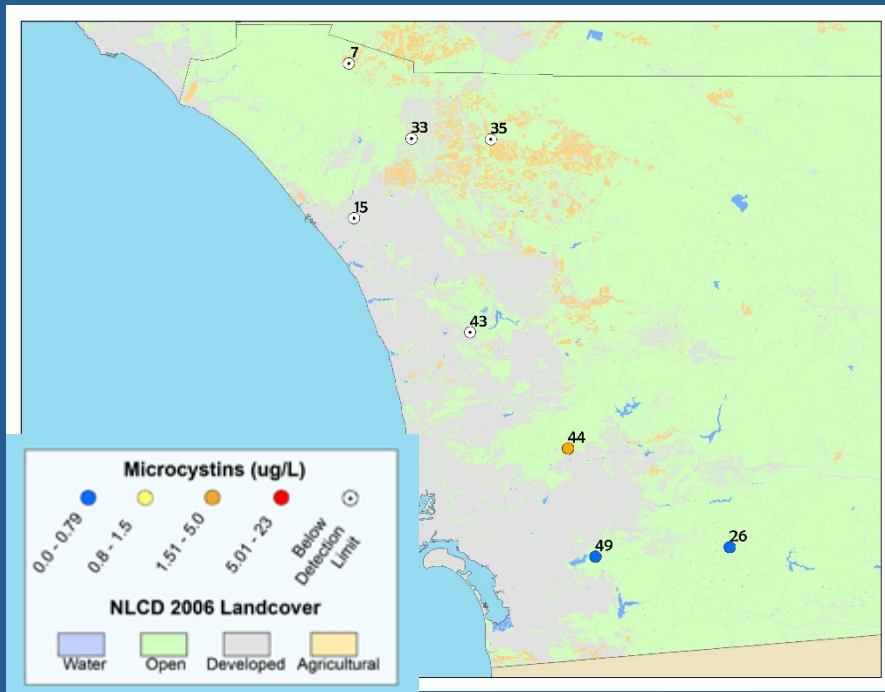 7
33
35
15
43
44
49
26
Microcystins (ug/L)
0.0 - 0.79
0.8 - 1.5
1.51 - 5.0
5.01 - 23
Below
Detection
Limit
NLCD 2006 Landcover
Water Open Developed Agricultural